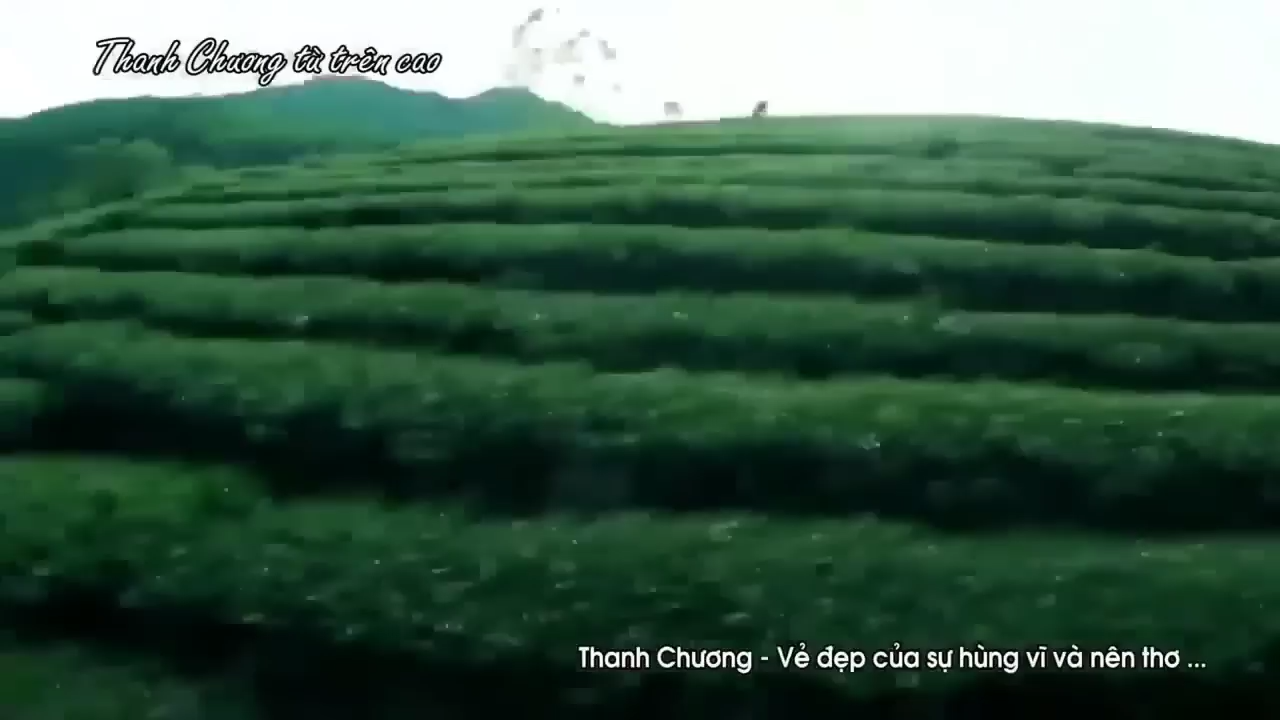 Thanh Chương từ trên cao
Thanh Chương - Vẻ đẹp của sự hùng vĩ và nên thơ ...